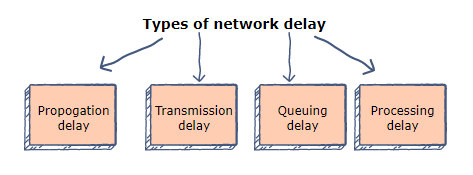 Types of network delay
Propogation
delay
Transmission
delay
Queuing
delay
Processing
delay